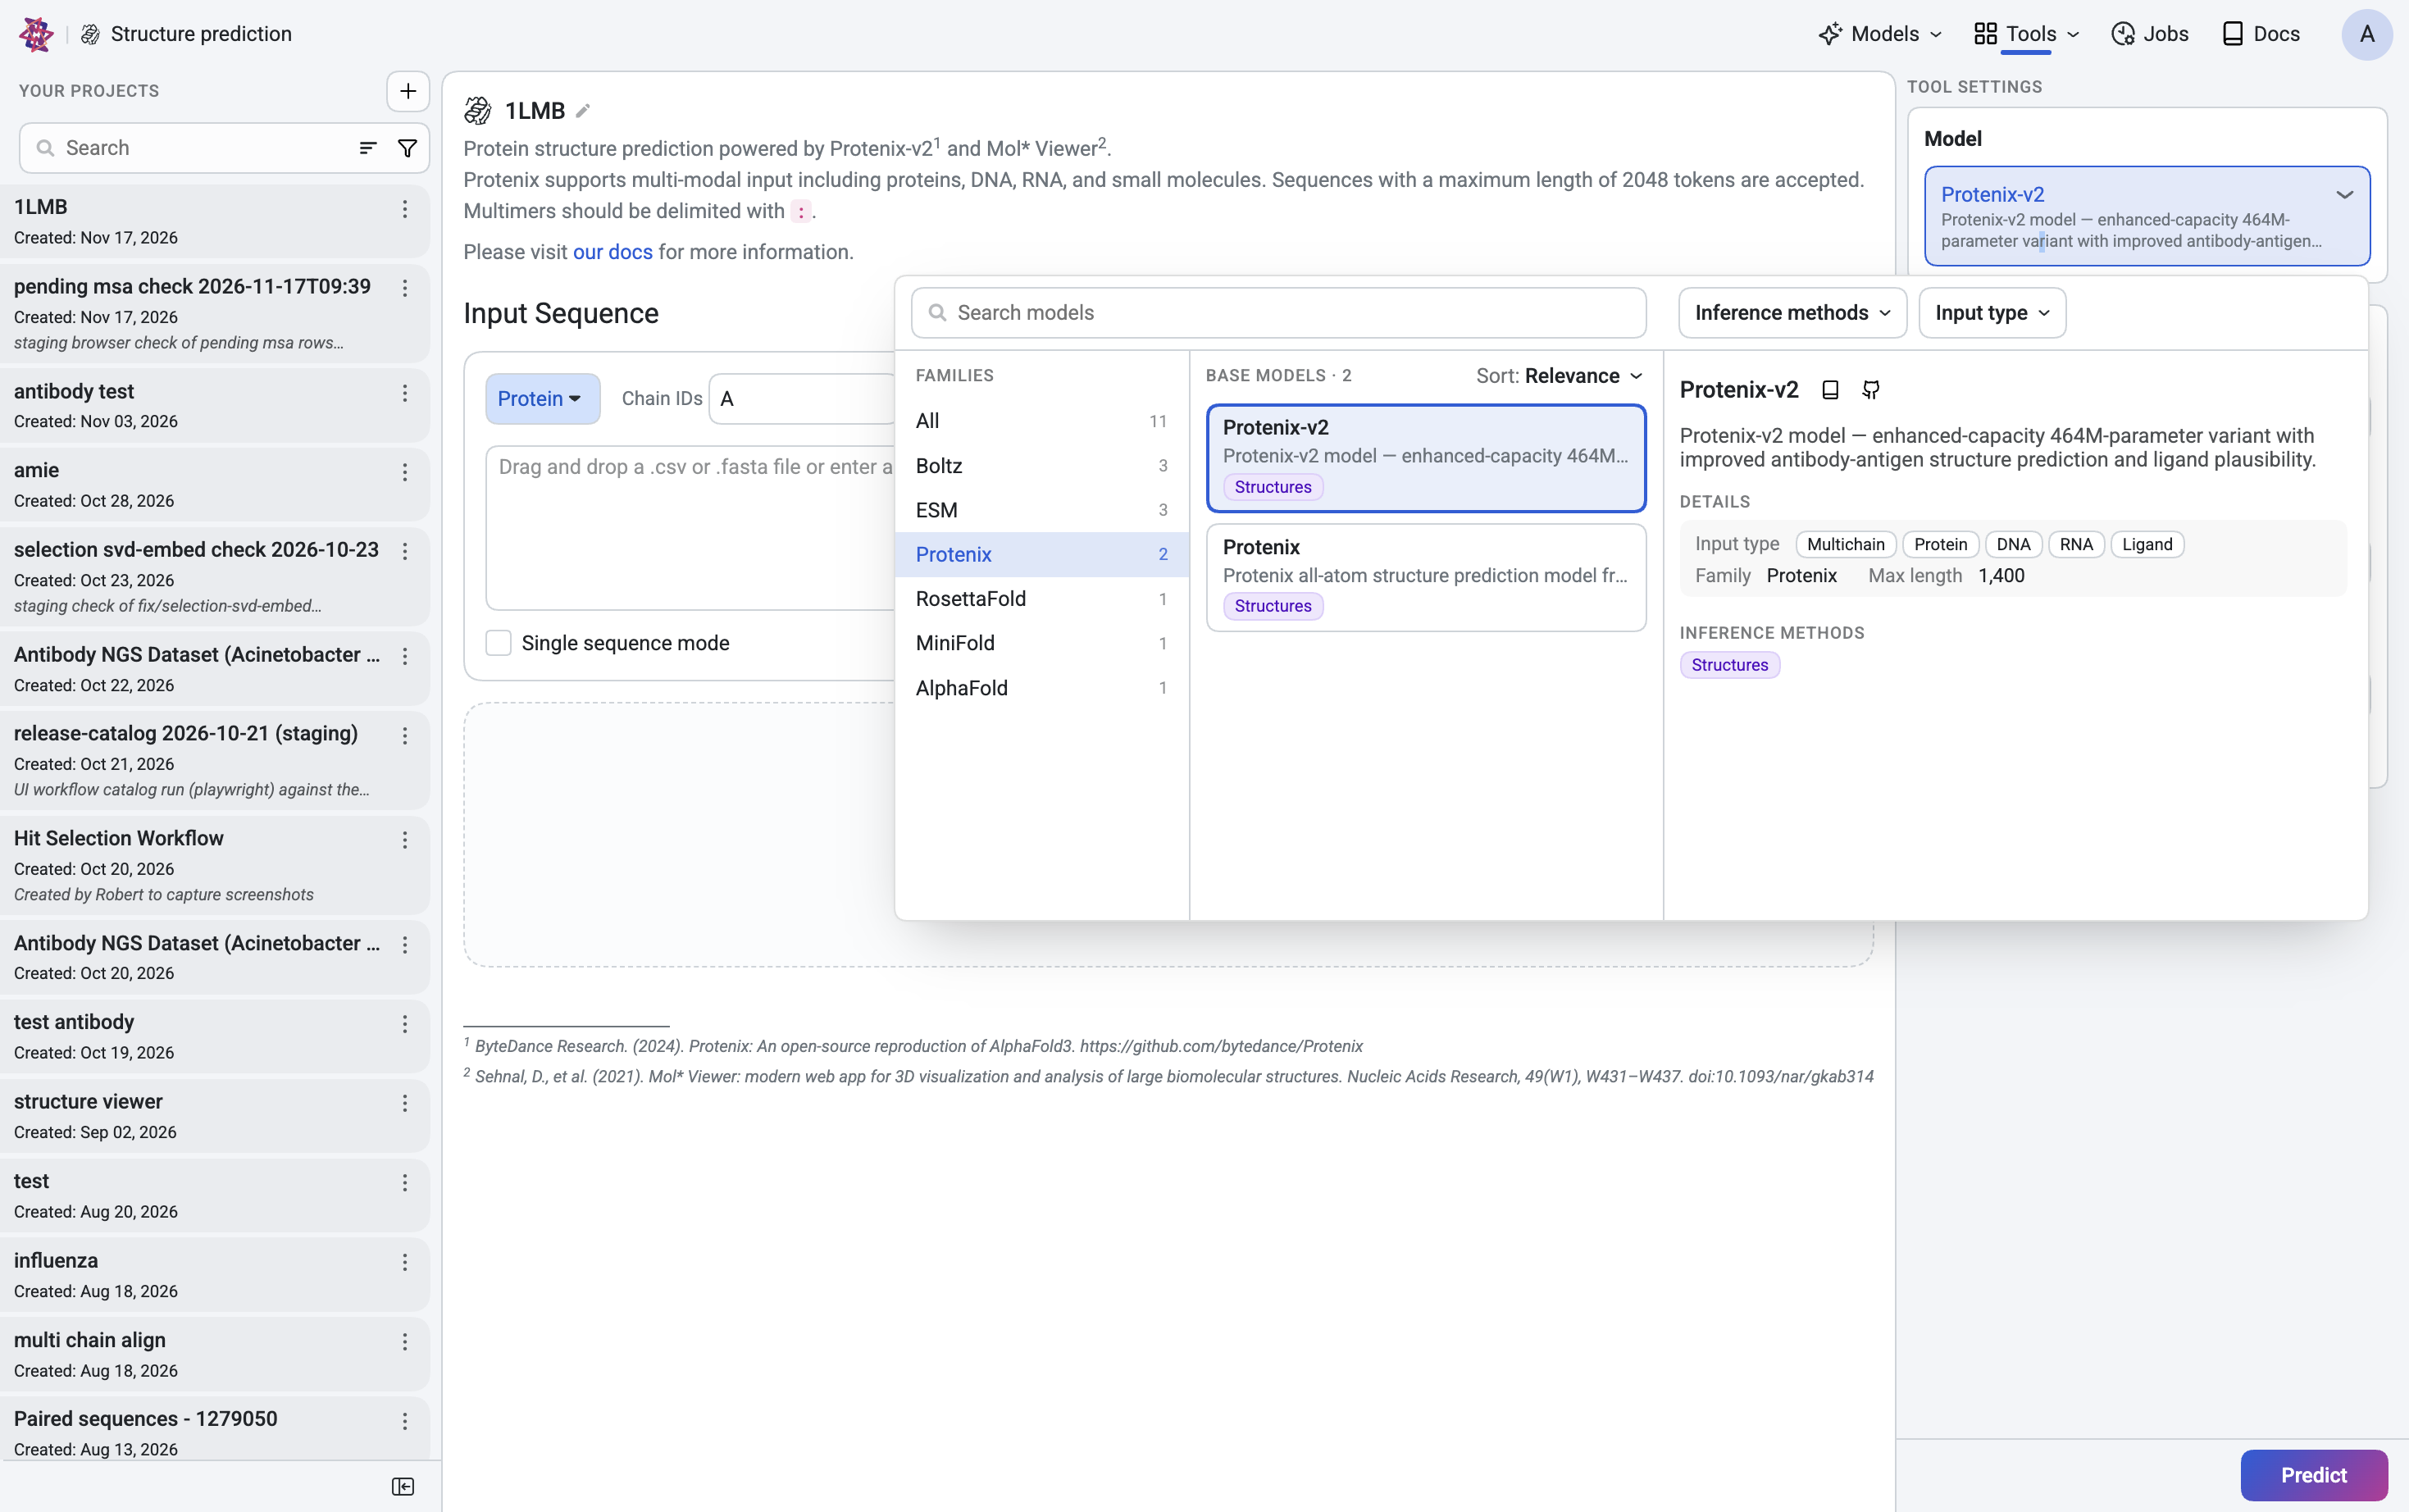 Structure prediction
Models
Tools
Jobs
Docs
A
YOUR PROJECTS
Search
1LMB
Created: Nov 17, 2026
pending msa check 2026-11-17T09:39
Created: Nov 17, 2026
staging browser check of pending msa rows...
antibody test
Created: Nov 03, 2026
amie
Created: Oct 28, 2026
selection svd-embed check 2026-10-23
Created: Oct 23, 2026
staging check of fix/selection-svd-embed...
Antibody NGS Dataset (Acinetobacter ...
Created: Oct 22, 2026
release-catalog 2026-10-21 (staging)
Created: Oct 21, 2026
UI workflow catalog run (playwright) against the...
Hit Selection Workflow
Created: Oct 20, 2026
Created by Robert to capture screenshots
Antibody NGS Dataset (Acinetobacter ...
Created: Oct 20, 2026
test antibody
Created: Oct 19, 2026
structure viewer
Created: Sep 02, 2026
test
Created: Aug 20, 2026
influenza
Created: Aug 18, 2026
multi chain align
Created: Aug 18, 2026
Paired sequences - 1279050
Created: Aug 13, 2026
1LMB
Protein structure prediction powered by Protenix-v2¹ and Mol* Viewer².
Protenix supports multi-modal input including proteins, DNA, RNA, and small molecules. Sequences with a maximum length of 2048 tokens are accepted.
Multimers should be delimited with : .
Please visit our docs for more information.
Input Sequence
Protein
Chain IDs
A
Drag and drop a .csv or .fasta file or enter a
Single sequence mode
¹ ByteDance Research. (2024). Protenix: An open-source reproduction of AlphaFold3. https://github.com/bytedance/Protenix
² Sehnal, D., et al. (2021). Mol* Viewer: modern web app for 3D visualization and analysis of large biomolecular structures. Nucleic Acids Research, 49(W1), W431–W437. doi:10.1093/nar/gkab314
TOOL SETTINGS
Model
Protenix-v2
Protenix-v2 model — enhanced-capacity 464M-
parameter variant with improved antibody-antigen...
Search models
Inference methods
Input type
FAMILIES
All 11
Boltz 3
ESM 3
Protenix 2
RosettaFold 1
MiniFold 1
AlphaFold 1
BASE MODELS · 2
Sort: Relevance
Protenix-v2
Protenix-v2 model — enhanced-capacity 464M...
Structures
Protenix
Protenix all-atom structure prediction model fr...
Structures
Protenix-v2
Protenix-v2 model — enhanced-capacity 464M-parameter variant with
improved antibody-antigen structure prediction and ligand plausibility.
DETAILS
Input type Multichain Protein DNA RNA Ligand
Family Protenix Max length 1,400
INFERENCE METHODS
Structures
Predict